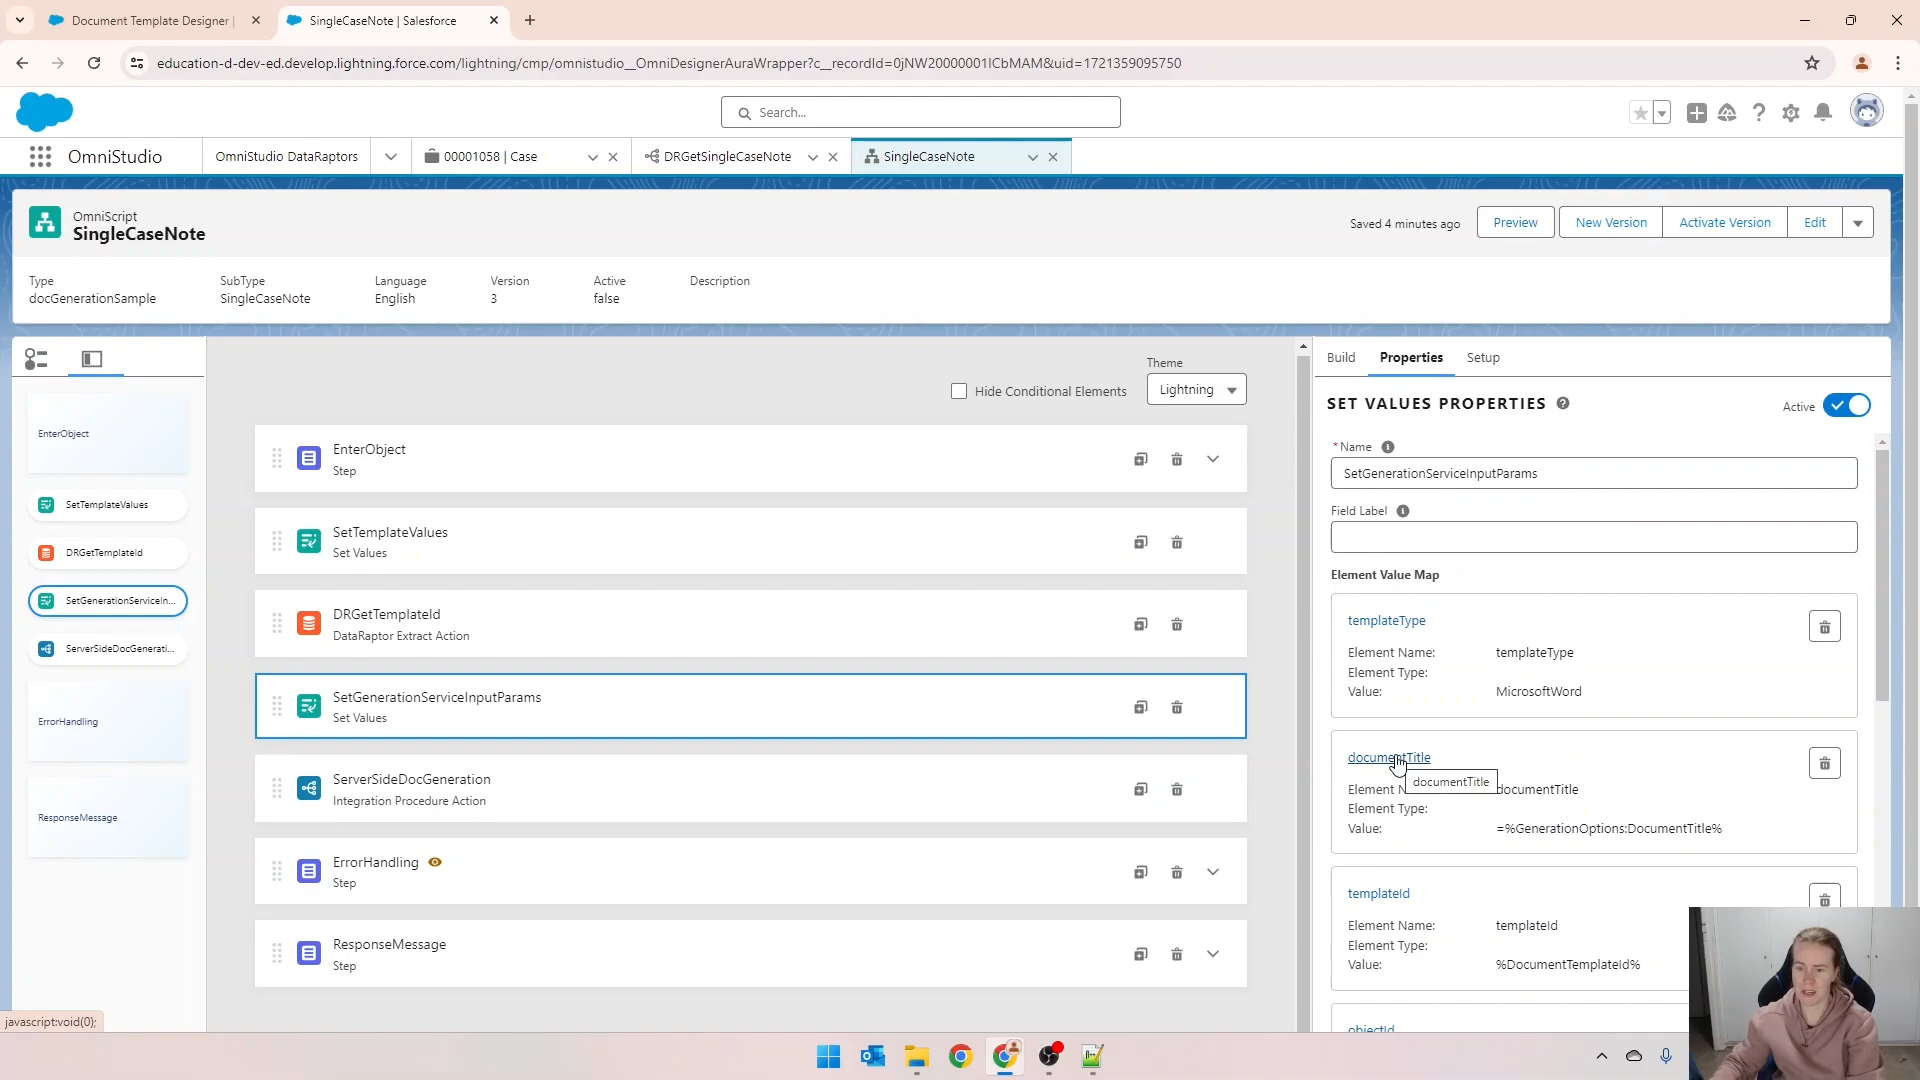 Document Template Designer |
SingleCaseNote | Salesforce
education-d-dev-ed.develop.lightning.force.com/lightning/cmp/omnistudio__OmniDesignerAuraWrapper?c__recordId=0jNW20000001ICbMAM&uid=1721359095750
Search...
OmniStudio
OmniStudio DataRaptors
00001058 | Case
DRGetSingleCaseNote
SingleCaseNote
OmniScript
SingleCaseNote
Saved 4 minutes ago
Preview
New Version
Activate Version
Edit
Type
docGenerationSample
SubType
SingleCaseNote
Language
English
Version
3
Active
false
Description
EnterObject
SetTemplateValues
DRGetTemplateId
SetGenerationServiceIn...
ServerSideDocGenerati...
ErrorHandling
ResponseMessage
Hide Conditional Elements
Theme
Lightning
EnterObject
Step
SetTemplateValues
Set Values
DRGetTemplateId
DataRaptor Extract Action
SetGenerationServiceInputParams
Set Values
ServerSideDocGeneration
Integration Procedure Action
ErrorHandling
Step
ResponseMessage
Step
Build
Properties
Setup
SET VALUES PROPERTIES
Active
* Name
SetGenerationServiceInputParams
Field Label
Element Value Map
templateType
Element Name: templateType
Element Type:
Value: MicrosoftWord
documentTitle
documentTitle
Element N documentTitle
Element Type:
Value: =%GenerationOptions:DocumentTitle%
templateId
Element Name: templateId
Element Type:
Value: %DocumentTemplateId%
objectId
javascript:void(0);